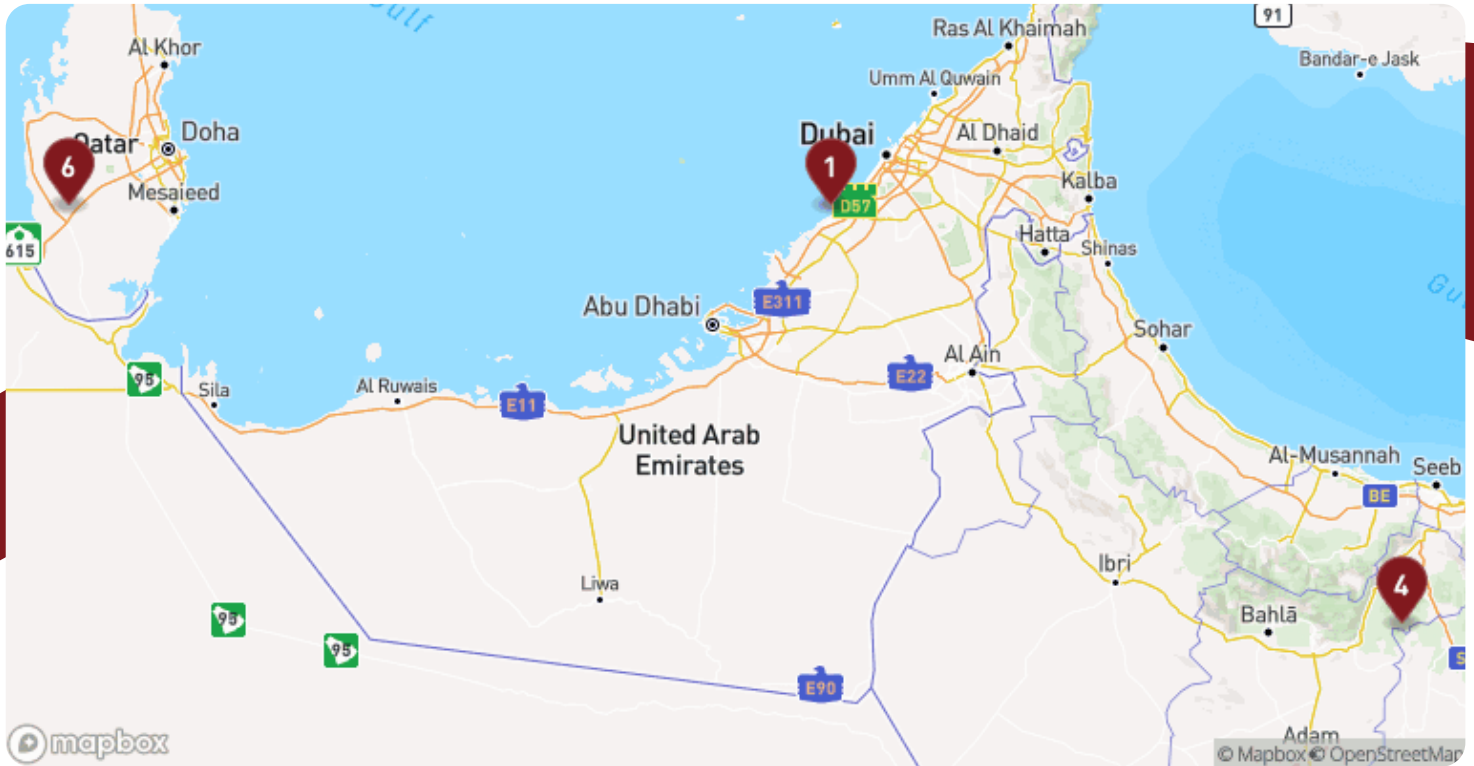 Gulf
91
Ras Al Khaimah
Al Khor
Bandar-e Jask
Umm Al Quwain
Qatar
Doha
Dubai
Al Dhaid
6
1
Kalba
Mesaieed
D57
615
Hatta
Shinas
E311
Abu Dhabi
Sohar
Al Ain
E22
95
Sila
Al Ruwais
E11
United Arab
Emirates
Al-Musannah
Seeb
BE
Ibri
Liwa
4
95
Bahlā
95
E90
Adam
mapbox
© Mapbox © OpenStreetMap